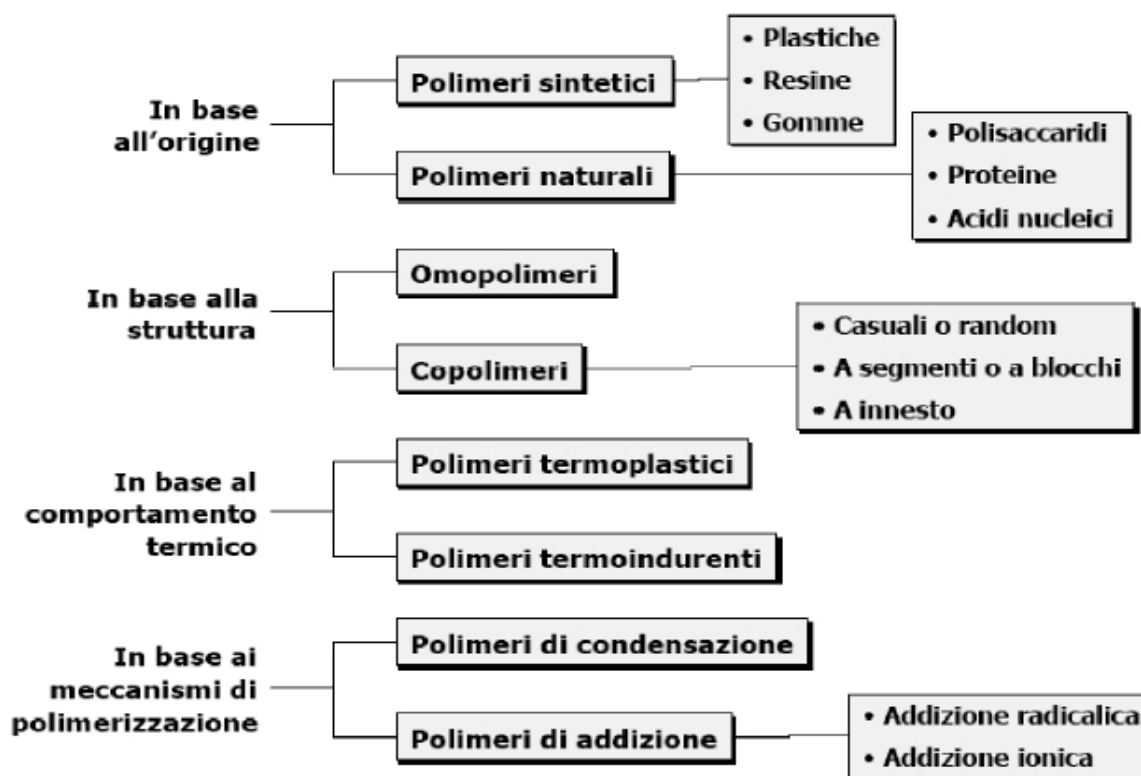 In base
all'origine
Polimeri sintetici
• Plastiche
• Resine
• Gomme
Polimeri naturali
• Polisaccaridi
• Proteine
• Acidi nucleici
In base alla
struttura
Omopolimeri
Copolimeri
• Casuali o random
• A segmenti o a blocchi
• A innesto
In base al
comportamento
termico
Polimeri termoplastici
Polimeri termoindurenti
In base ai
meccanismi di
polimerizzazione
Polimeri di condensazione
Polimeri di addizione
• Addizione radicalica
• Addizione ionica